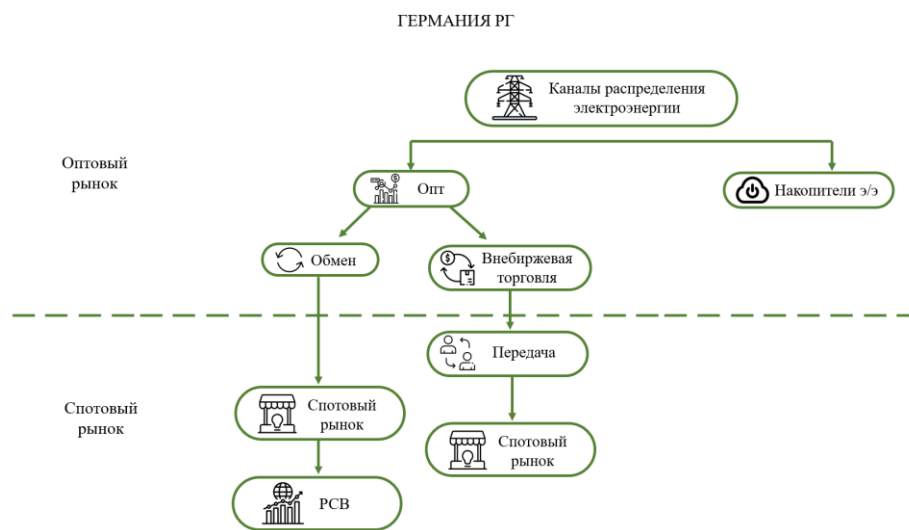 ГЕРМАНИЯ РГ
Каналы распределения
электроэнергии
Оптовый
рынок
Опт
Накопители э/э
Обмен
Внебиржевая
торговля
Передача
Спотовый
рынок
Спотовый
рынок
Спотовый
рынок
РСВ